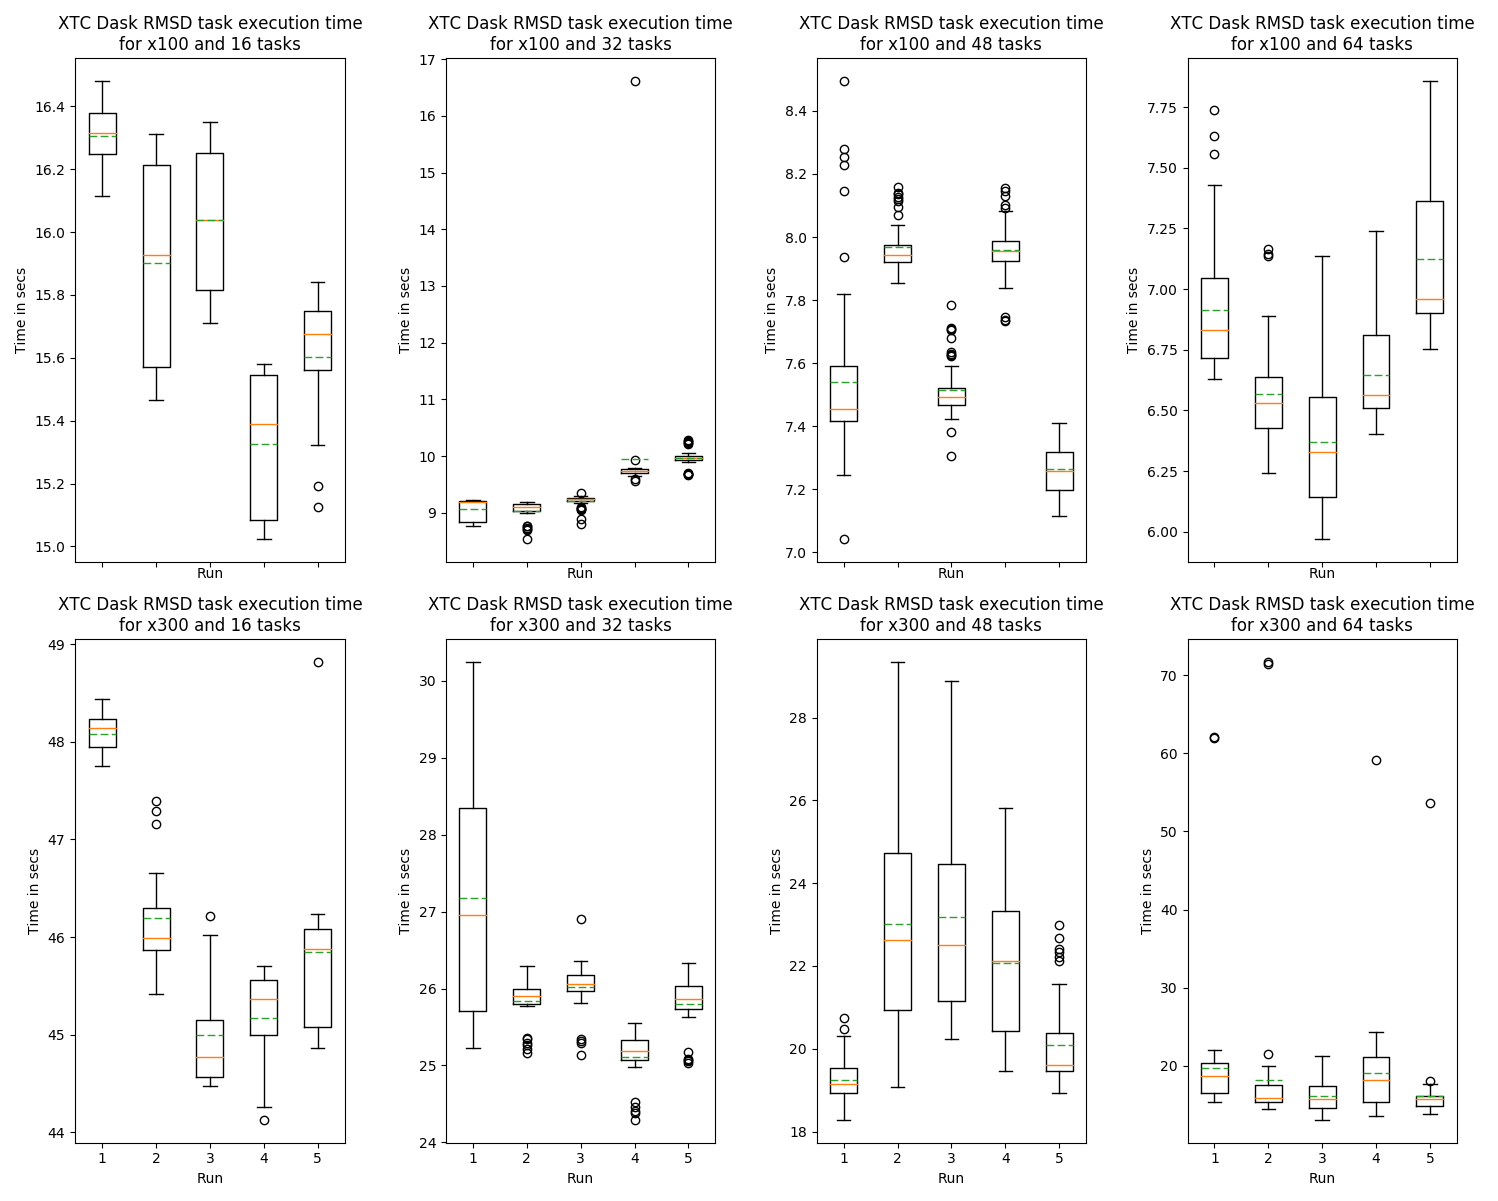 XTC Dask RMSD task execution time
for x100 and 16 tasks
16.4
16.2
16.0
15.8
15.6
15.4
15.2
15.0
Time in secs
Run
XTC Dask RMSD task execution time
for x100 and 32 tasks
17
16
15
14
13
12
11
10
9
Time in secs
Run
XTC Dask RMSD task execution time
for x100 and 48 tasks
8.4
8.2
8.0
7.8
7.6
7.4
7.2
7.0
Time in secs
Run
XTC Dask RMSD task execution time
for x100 and 64 tasks
7.75
7.50
7.25
7.00
6.75
6.50
6.25
6.00
Time in secs
Run
XTC Dask RMSD task execution time
for x300 and 16 tasks
49
48
47
46
45
44
Time in secs
1 2 3 4 5
Run
XTC Dask RMSD task execution time
for x300 and 32 tasks
30
29
28
27
26
25
24
Time in secs
1 2 3 4 5
Run
XTC Dask RMSD task execution time
for x300 and 48 tasks
28
26
24
22
20
18
Time in secs
1 2 3 4 5
Run
XTC Dask RMSD task execution time
for x300 and 64 tasks
70
60
50
40
30
20
Time in secs
1 2 3 4 5
Run